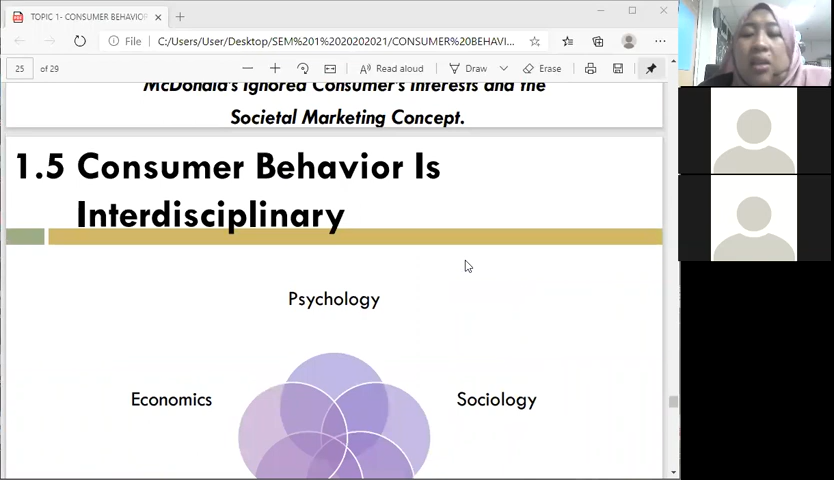 TOPIC 1- CONSUMER BEHAVIOR
File C:/Users/User/Desktop/SEM%201%2020202021/CONSUMER%20BEHAVI...
25 of 29 Read aloud Draw Erase
McDonald's Ignored Consumer's Interests and the
Societal Marketing Concept.
1.5 Consumer Behavior Is
Interdisciplinary
Psychology
Economics
Sociology